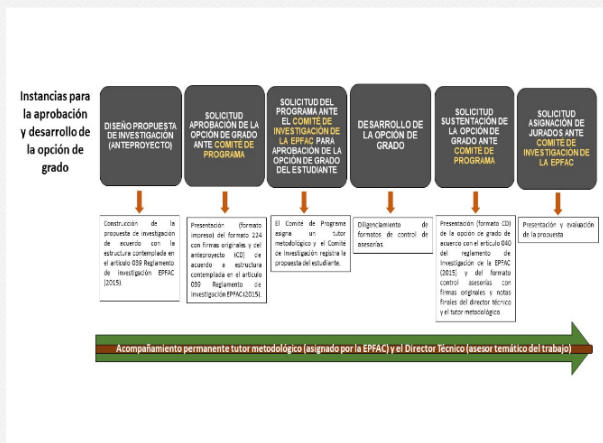 Instancias para
la aprobación
y desarrollo de
la opción de
grado
DISEÑO PROPUESTA
DE INVESTIGACIÓN
(ANTEPROYECTO)
SOLICITUD
APROBACIÓN DE LA
OPCIÓN DE GRADO
ANTE COMITÉ DE
PROGRAMA
SOLICITUD DEL
PROGRAMA ANTE
EL COMITÉ DE
INVESTIGACIÓN DE
LA EPFAC PARA
APROBACIÓN DE LA
OPCIÓN DE GRADO
DEL ESTUDIANTE
DESARROLLO DE
LA OPCIÓN DE
GRADO
SOLICITUD
SUSTENTACIÓN DE
LA OPCIÓN DE
GRADO ANTE
COMITÉ DE
PROGRAMA
SOLICITUD
ASIGNACIÓN DE
JURADOS ANTE
COMITÉ DE
INVESTIGACIÓN DE
LA EPFAC
Construcción de la
propuesta de investigación
de acuerdo con la
estructura contemplada en
el artículo 039 Reglamento
de Investigación EPFAC
(2015).
Presentación (formato
impreso) del formato 224
con firmas originales y del
anteproyecto (CD) de
acuerdo a estructura
contemplada en el artículo
039 Reglamento de
Investigación EPFAC(2015).
El Comité de Programa
asigna un tutor
metodológico y el Comité de
Investigación registra la
propuesta del estudiante.
Diligenciamiento de
formatos de control de
asesorías.
Presentación (formato CD)
de la opción de grado de
acuerdo con el artículo 040
del reglamento de
Investigación de la EPFAC
(2015) y del formato
control asesorías con
firmas originales y notas
finales del director técnico
y el tutor metodológico.
Presentación y evaluación de
la propuesta
Acompañamiento permanente tutor metodológico (asignado por la EPFAC) y el Director Técnico (asesor temático del trabajo)